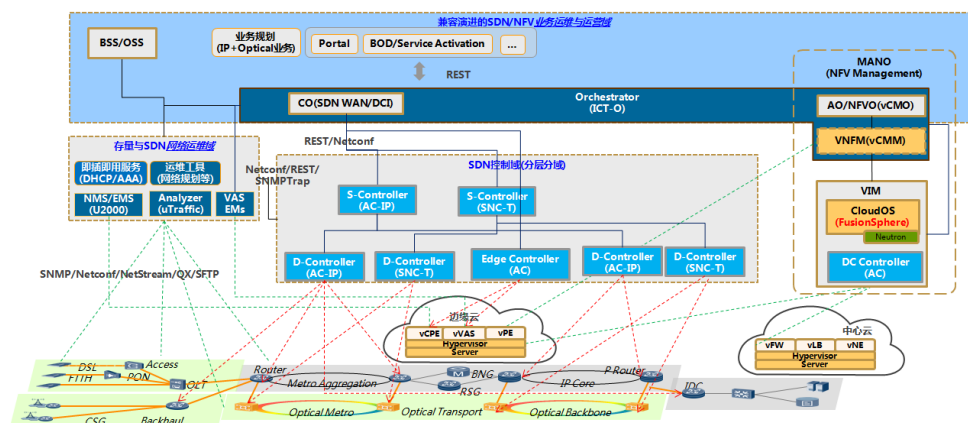 兼容演进的SDN/NFV业务运维与运营域
BSS/OSS
业务规划
(IP+Optical业务)
Portal
BOD/Service Activation
...
REST
MANO
(NFV Management)
CO(SDN WAN/DCI)
Orchestrator
(ICT-O)
AO/NFVO(vCMO)
VNFM(vCMM)
存量与SDN网络运维域
即插即用服务
(DHCP/AAA)
运维工具
(网络规划等)
NMS/EMS
(U2000)
Analyzer
(uTraffic)
VAS
EMs
REST/Netconf
Netconf/REST/
SNMPTrap
SDN控制域(分层分域)
S-Controller
(AC-IP)
S-Controller
(SNC-T)
D-Controller
(AC-IP)
D-Controller
(SNC-T)
Edge Controller
(AC)
D-Controller
(AC-IP)
D-Controller
(SNC-T)
VIM
CloudOS
(FusionSphere)
Neutron
DC Controller
(AC)
SNMP/Netconf/NetStream/QX/SFTP
边缘云
vCPE
vVAS
vPE
Hypervisor
Server
中心云
vFW
vLB
vNE
Hypervisor
Server
DSL
Access
FTTH
PON
OLT
CSG
Backhaul
Router
Metro Aggregation
BNG
RSG
P Router
IP Core
IDC
Optical Metro
Optical Transport
Optical Backbone